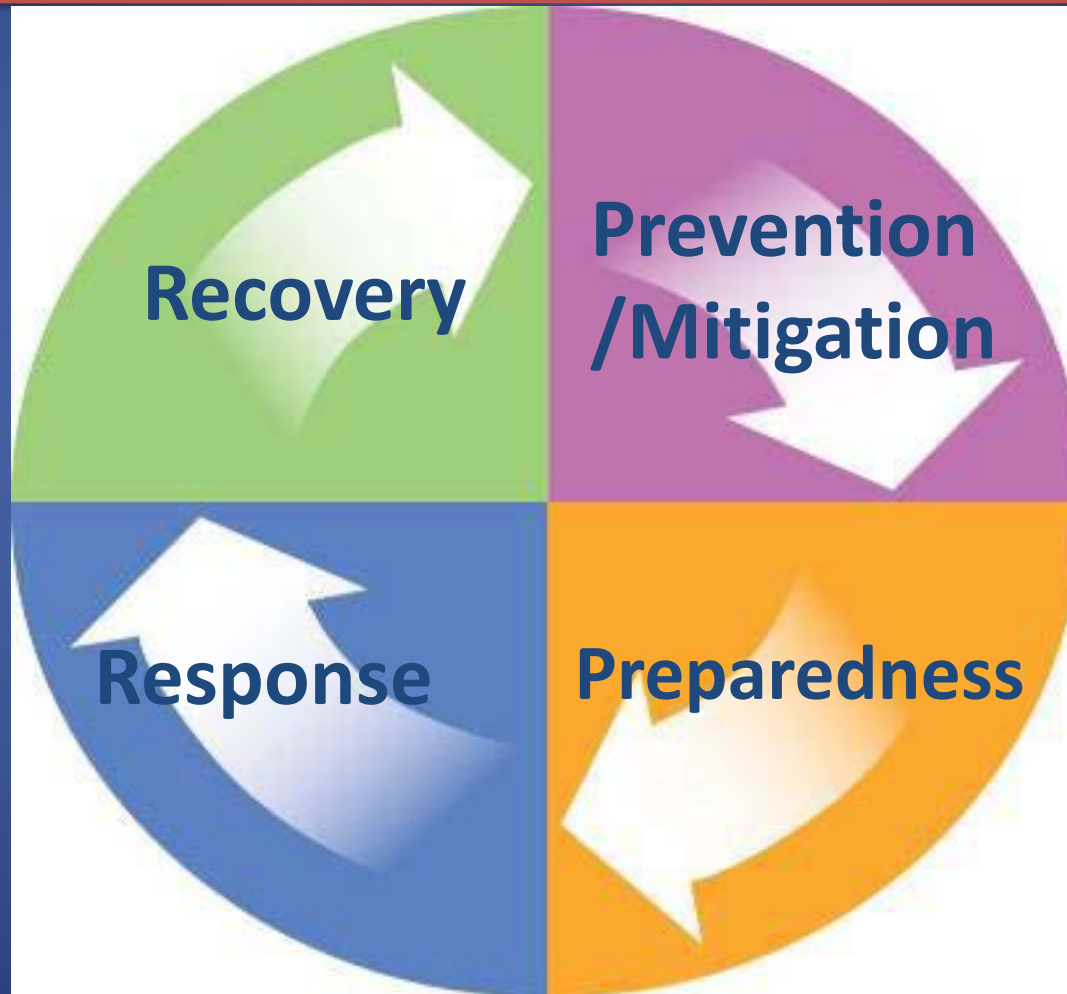 Recovery
Prevention
/Mitigation
Response
Preparedness